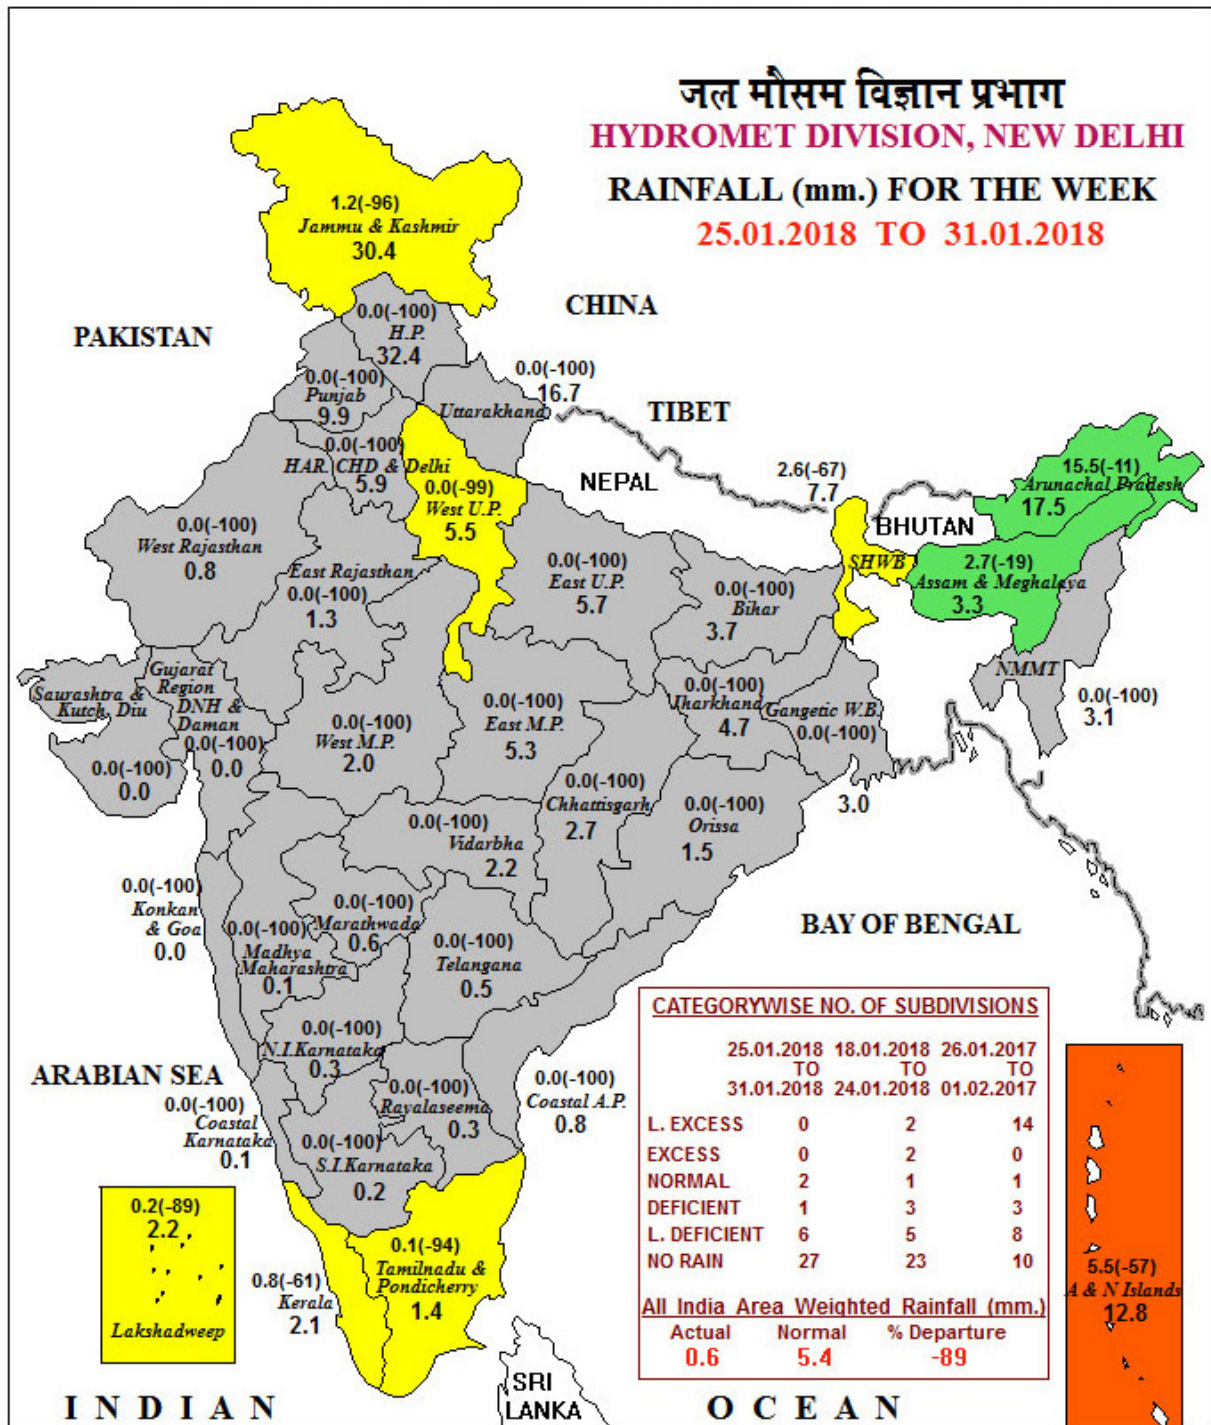 जल मौसम विज्ञान प्रभाग
HYDROMET DIVISION, NEW DELHI
RAINFALL (mm.) FOR THE WEEK
25.01.2018 TO 31.01.2018
1.2(-96)
Jammu & Kashmir
30.4
CHINA
PAKISTAN
0.0(-100)
H.P.
32.4
0.0(-100)
Punjab
9.9
0.0(-100)
16.7
Uttarakhand
TIBET
0.0(-100)
HAR. CHD & Delhi
5.9
0.0(-99)
West U.P.
5.5
NEPAL
2.6(-67)
7.7
SHWB
BHUTAN
15.5(-11)
Arunachal Pradesh
17.5
2.7(-19)
Assam & Meghalaya
3.3
0.0(-100)
West Rajasthan
0.8
East Rajasthan
0.0(-100)
1.3
0.0(-100)
East U.P.
5.7
0.0(-100)
Bihar
3.7
NMMT
0.0(-100)
3.1
Saurashtra &
Kutch, Diu
0.0(-100)
0.0
Gujarat
Region
DNH &
Daman
0.0(-100)
0.0
0.0(-100)
West M.P.
2.0
0.0(-100)
East M.P.
5.3
0.0(-100)
Jharkhand
4.7
Gangetic W.B.
0.0(-100)
3.0
0.0(-100)
Chhattisgarh
2.7
0.0(-100)
Orissa
1.5
0.0(-100)
Vidarbha
2.2
0.0(-100)
Konkan
& Goa
0.0
0.0(-100)
Madhya
Maharashtra
0.1
0.0(-100)
Marathwada
0.6
0.0(-100)
Telangana
0.5
BAY OF BENGAL
ARABIAN SEA
0.0(-100)
N.I.Karnataka
0.3
0.0(-100)
Rayalaseema
0.3
0.0(-100)
Coastal A.P.
0.8
0.0(-100)
Coastal
Karnataka
0.1
0.0(-100)
S.I.Karnataka
0.2
0.2(-89)
2.2
Lakshadweep
0.8(-61)
Kerala
2.1
0.1(-94)
Tamilnadu &
Pondicherry
1.4
CATEGORYWISE NO. OF SUBDIVISIONS
25.01.2018 18.01.2018 26.01.2017
TO TO TO
31.01.2018 24.01.2018 01.02.2017
L. EXCESS 0 2 14
EXCESS 0 2 0
NORMAL 2 1 1
DEFICIENT 1 3 3
L. DEFICIENT 6 5 8
NO RAIN 27 23 10
All India Area Weighted Rainfall (mm.)
Actual Normal % Departure
0.6 5.4 -89
5.5(-57)
A & N Islands
12.8
SRI
LANKA
INDIAN OCEAN